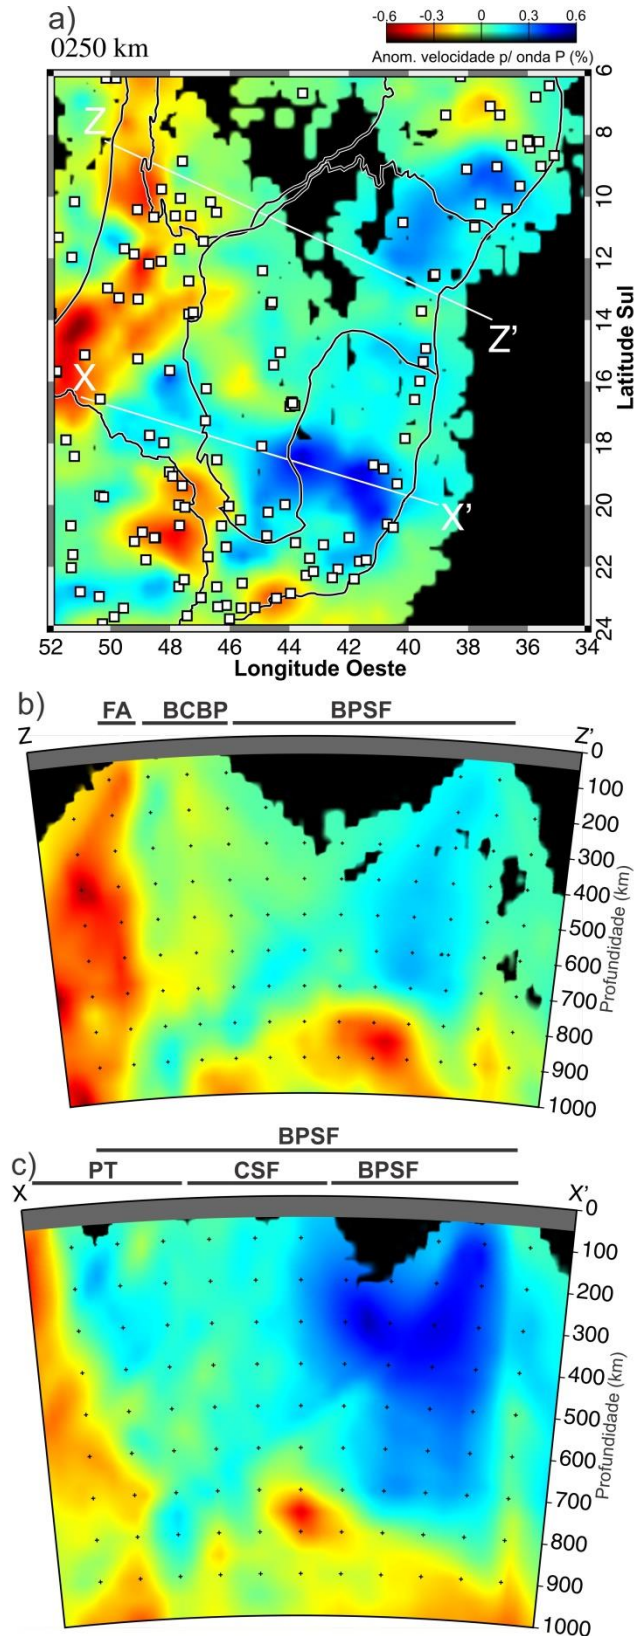 a)
0250 km
-0.6 -0.3 0 0.3 0.6
Anom. velocidade p/ onda P (%)
Z
Z'
X
X'
6
8
10
12
14
16
18
20
22
24
Latitude Sul
52 50 48 46 44 42 40 38 36 34
Longitude Oeste
b)
FA BCBP BPSF
Z Z'
0
100
200
300
400
500
600
700
800
900
1000
Profundidade (km)
BPSF
c)
PT CSF BPSF
X X'
0
100
200
300
400
500
600
700
800
900
1000
Profundidade (km)